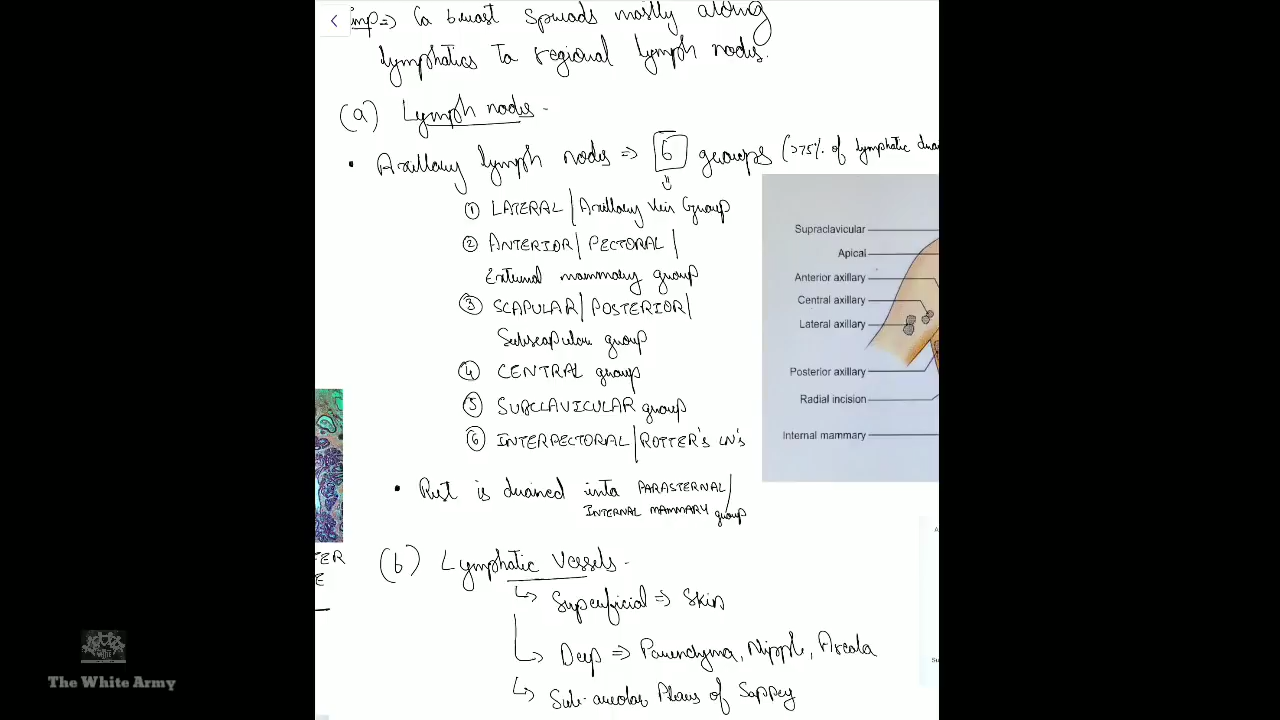 Imp => Ca breast spreads mostly along
lymphatics to regional lymph nodes.
(a) Lymph nodes -
• Axillary lymph nodes => 6 groups (>75% of lymphatic
① LATERAL / Axillary Vein Group
② ANTERIOR / PECTORAL /
External mammary group
③ SCAPULAR / POSTERIOR /
Subscapular group
④ CENTRAL group
⑤ SUBCLAVICULAR group
⑥ INTERPECTORAL / ROTTER'S LN's
• Rest is drained into PARASTERNAL /
INTERNAL MAMMARY group
(b) Lymphatic Vessels -
↳ Superficial => Skin
↳ Deep => Parenchyma, Nipple, Areola
↳ Sub-areolar Plexus of Sappey
Supraclavicular
Apical
Anterior axillary
Central axillary
Lateral axillary
Posterior axillary
Radial incision
Internal mammary
The White Army